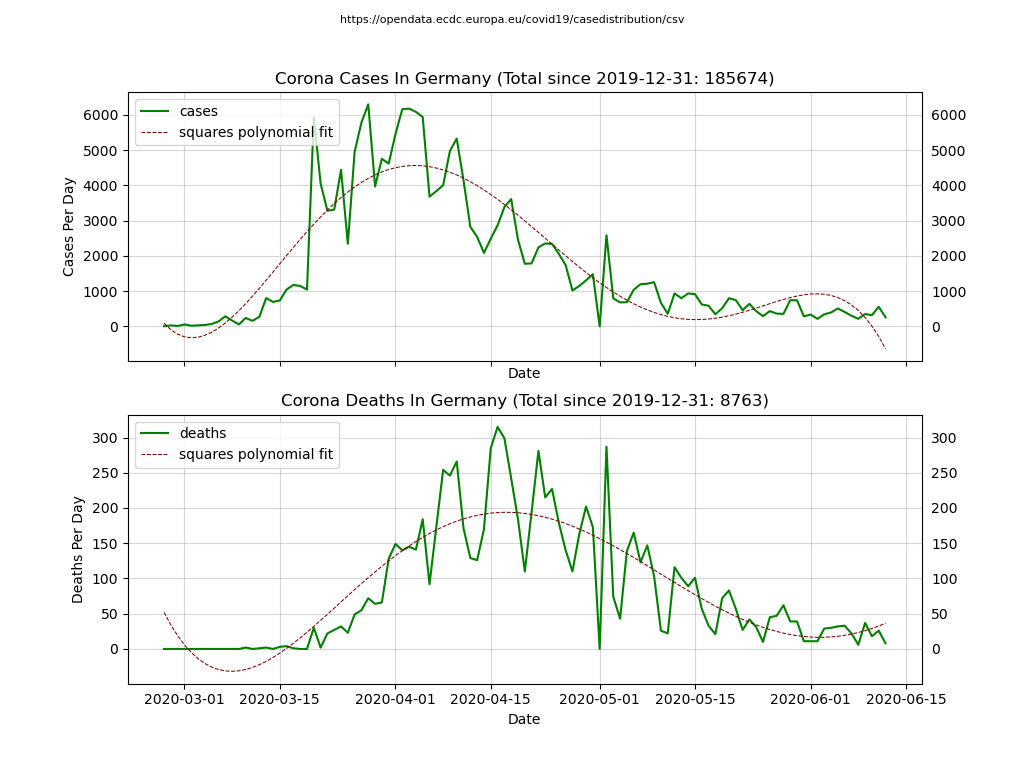 https://opendata.ecdc.europa.eu/covid19/casedistribution/csv
Corona Cases In Germany (Total since 2019-12-31: 185674)
cases
squares polynomial fit
6000
5000
4000
3000
2000
1000
0
Cases Per Day
6000
5000
4000
3000
2000
1000
0
Date
Corona Deaths In Germany (Total since 2019-12-31: 8763)
deaths
squares polynomial fit
300
250
200
150
100
50
0
Deaths Per Day
300
250
200
150
100
50
0
2020-03-01 2020-03-15 2020-04-01 2020-04-15 2020-05-01 2020-05-15 2020-06-01 2020-06-15
Date